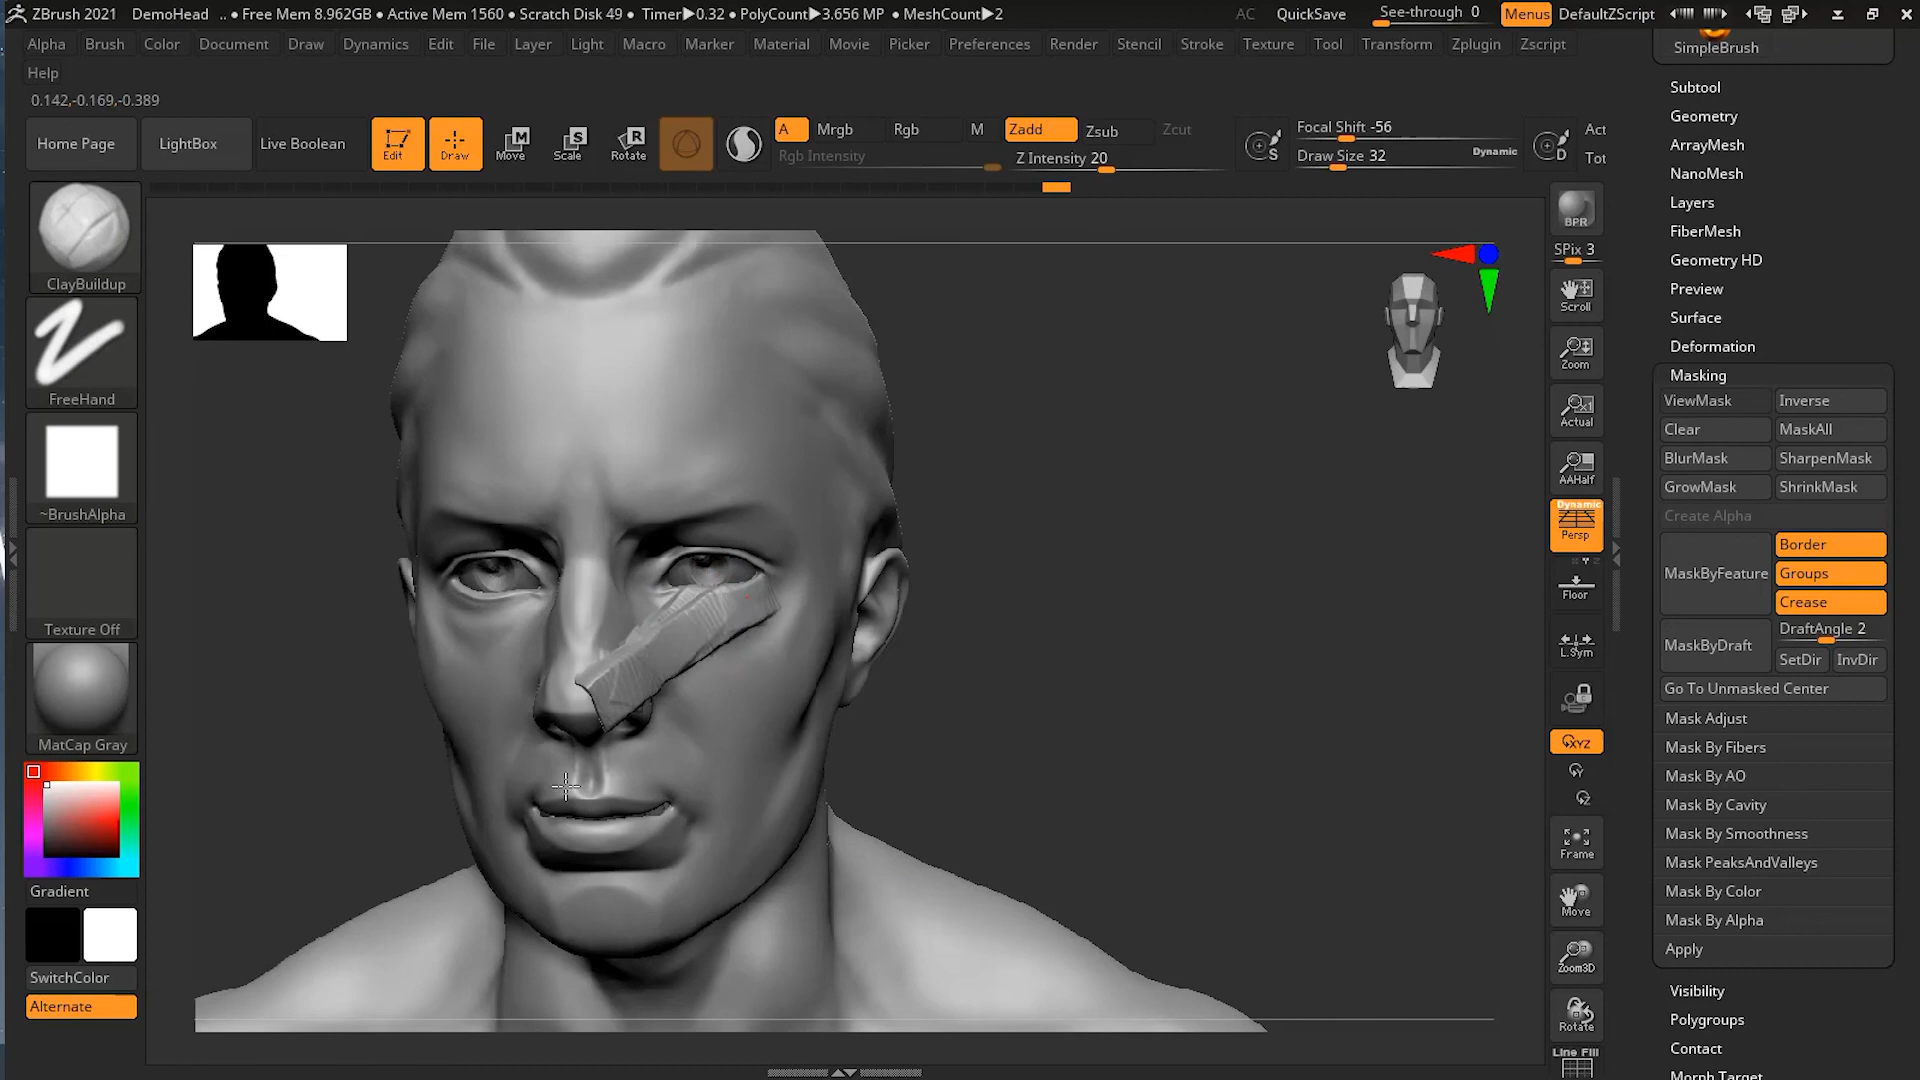 ZBrush 2021 DemoHead .. • Free Mem 8.962GB • Active Mem 1560 • Scratch Disk 49 • Timer▶0.32 • PolyCount▶3.656 MP • MeshCount▶2 AC QuickSave See-through 0 Menus DefaultZScript
Alpha Brush Color Document Draw Dynamics Edit File Layer Light Macro Marker Material Movie Picker Preferences Render Stencil Stroke Texture Tool Transform Zplugin Zscript
Help
0.142,-0.169,-0.389
Home Page LightBox Live Boolean Edit Draw Move Scale Rotate
A Mrgb Rgb M Zadd Zsub Zcut
Rgb Intensity Z Intensity 20
Focal Shift -56
Draw Size 32 Dynamic
S
D
Act
Tot
ClayBuildup
FreeHand
~BrushAlpha
Texture Off
MatCap Gray
Gradient
SwitchColor
Alternate
BPR
SPix 3
Scroll
Zoom
Actual
AAHalf
Dynamic
Persp
Floor
L.Sym
XYZ
Y
Z
Frame
Move
Zoom3D
Rotate
Line Fill
SimpleBrush
Subtool
Geometry
ArrayMesh
NanoMesh
Layers
FiberMesh
Geometry HD
Preview
Surface
Deformation
Masking
ViewMask Inverse
Clear MaskAll
BlurMask SharpenMask
GrowMask ShrinkMask
Create Alpha
MaskByFeature
Border
Groups
Crease
MaskByDraft
DraftAngle 2
SetDir InvDir
Go To Unmasked Center
Mask Adjust
Mask By Fibers
Mask By AO
Mask By Cavity
Mask By Smoothness
Mask PeaksAndValleys
Mask By Color
Mask By Alpha
Apply
Visibility
Polygroups
Contact
Morph Target